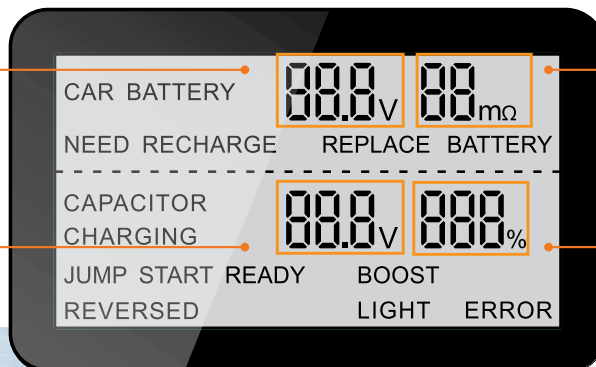 CAR BATTERY 88.8V 88mΩ
NEED RECHARGE REPLACE BATTERY
CAPACITOR
CHARGING 88.8V 888%
JUMP START READY BOOST
REVERSED LIGHT ERROR